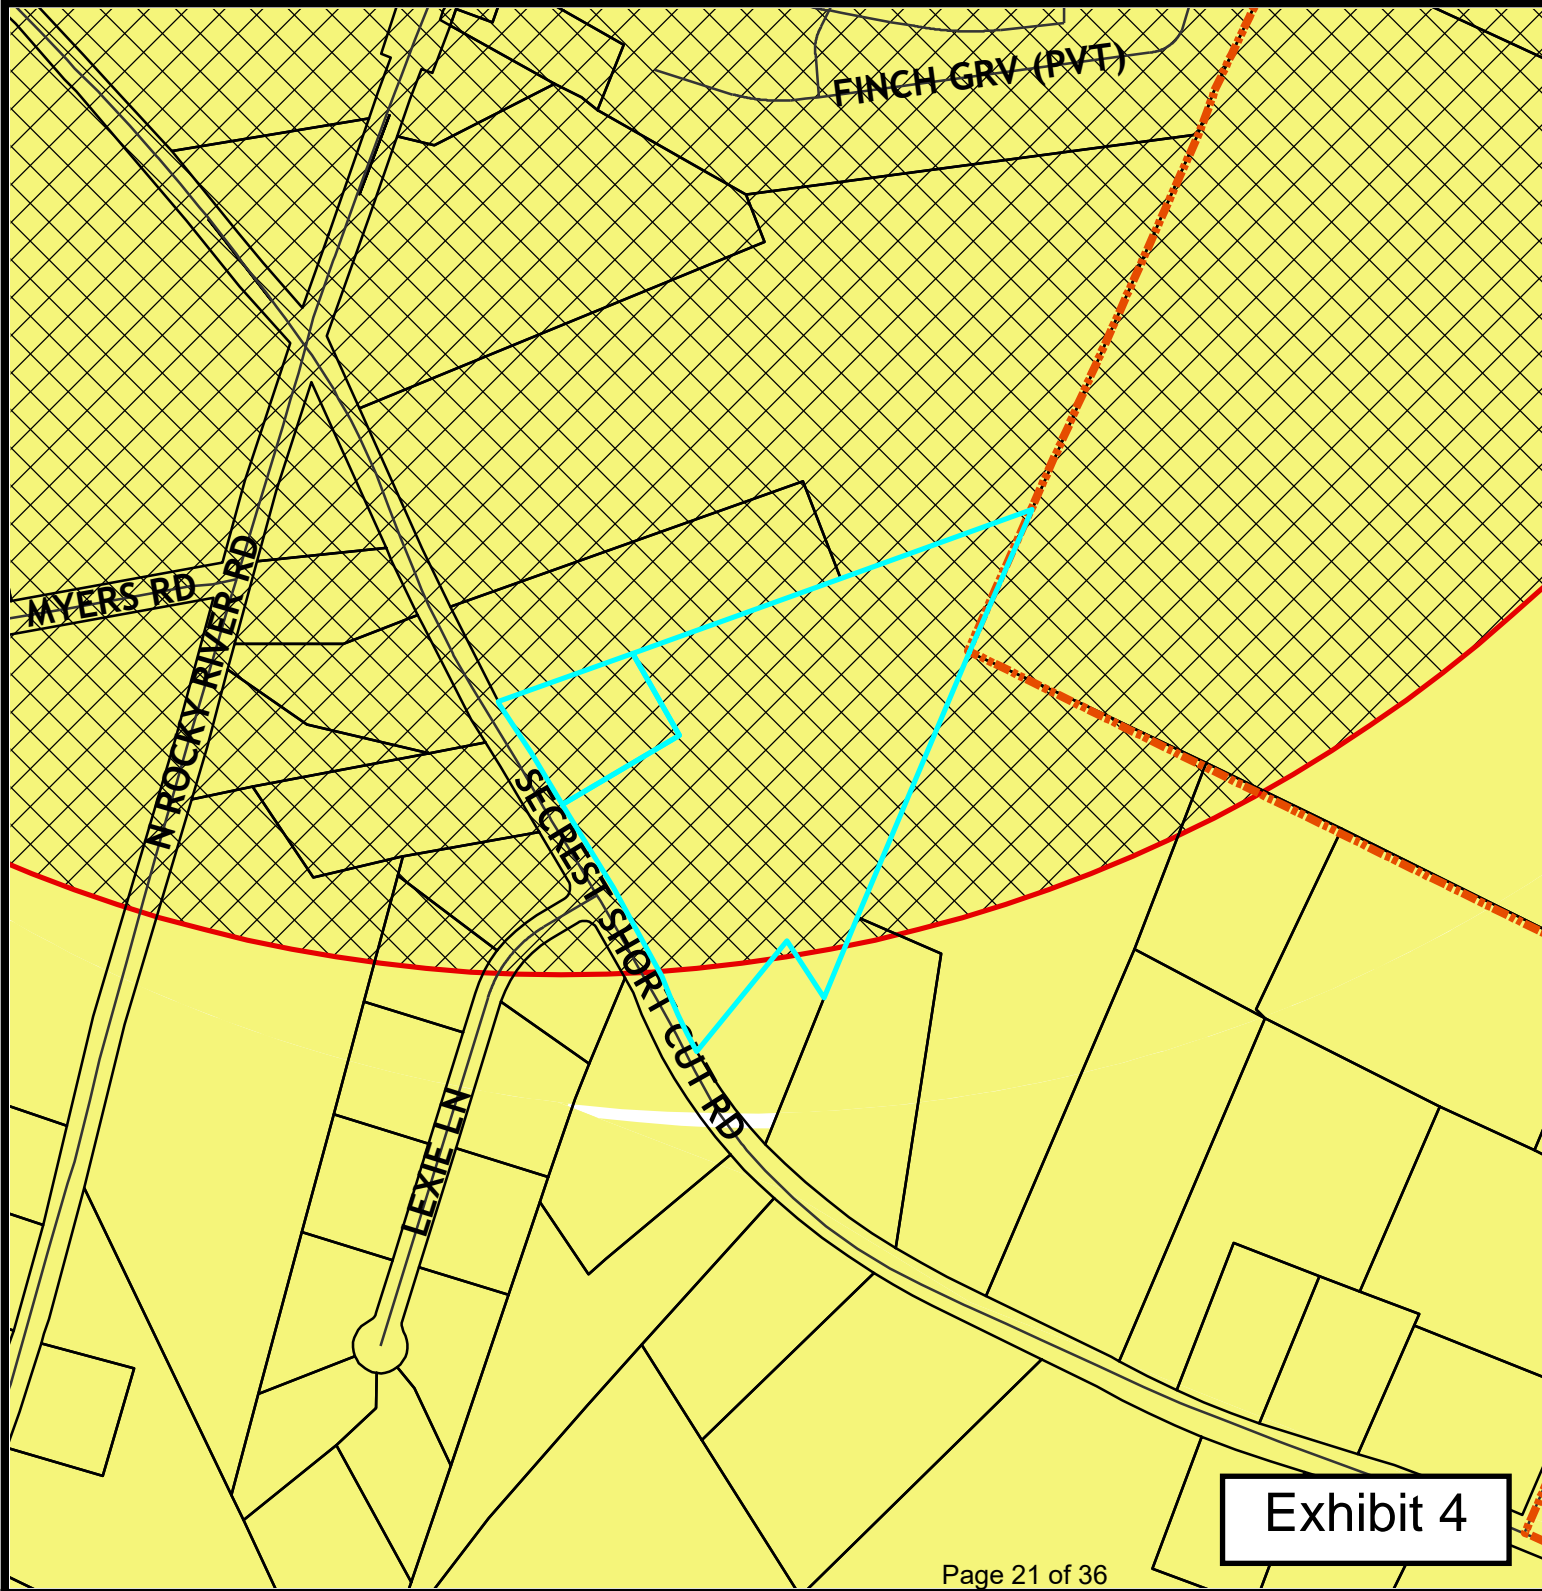 FINCH GRV (PVT)
MYERS RD
N ROCKY RIVER RD
SECREST SHORT CUT RD
LEXIE LN
Exhibit 4
Page 21 of 36